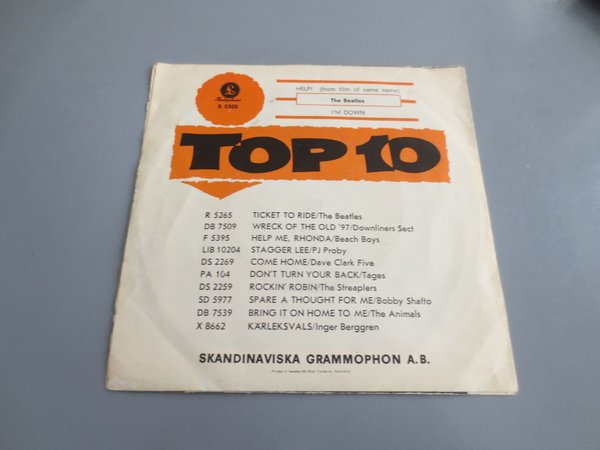 HELP! (from film of same name)
The Beatles
I'M DOWN
Parlophone
R 5305
TOP 10
R 5265 TICKET TO RIDE/The Beatles
DB 7509 WRECK OF THE OLD '97/Downliners Sect
F 5395 HELP ME, RHONDA/Beach Boys
LIB 10204 STAGGER LEE/PJ Proby
DS 2269 COME HOME/Dave Clark Five
PA 104 DON'T TURN YOUR BACK/Tages
DS 2259 ROCKIN' ROBIN/The Streaplers
SD 5977 SPARE A THOUGHT FOR ME/Bobby Shafto
DB 7539 BRING IT ON HOME TO ME/The Animals
X 8662 KÄRLEKSVALS/Inger Berggren
SKANDINAVISKA GRAMMOPHON A.B.
Printed in Sweden